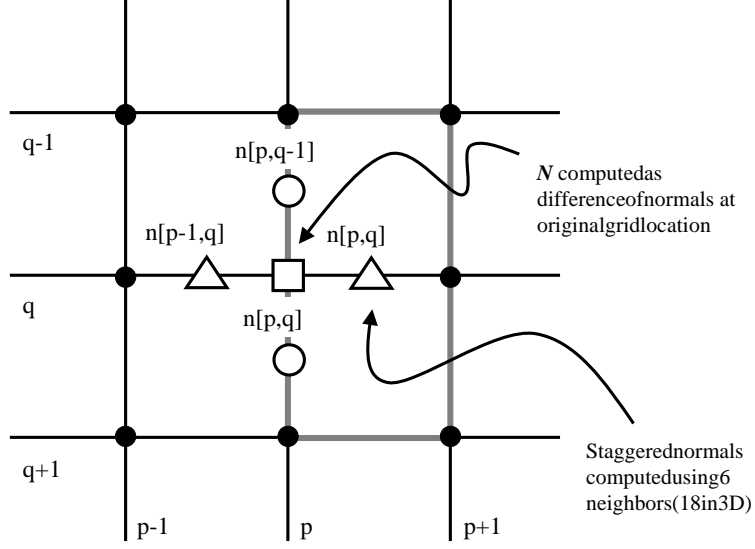 q-1
n[p,q-1]
N computedas
differenceofnormals at
originalgridlocation
n[p-1,q]
n[p,q]
q
n[p,q]
q+1
Staggerednormals
computedusing6
neighbors(18in3D)
p-1
p
p+1